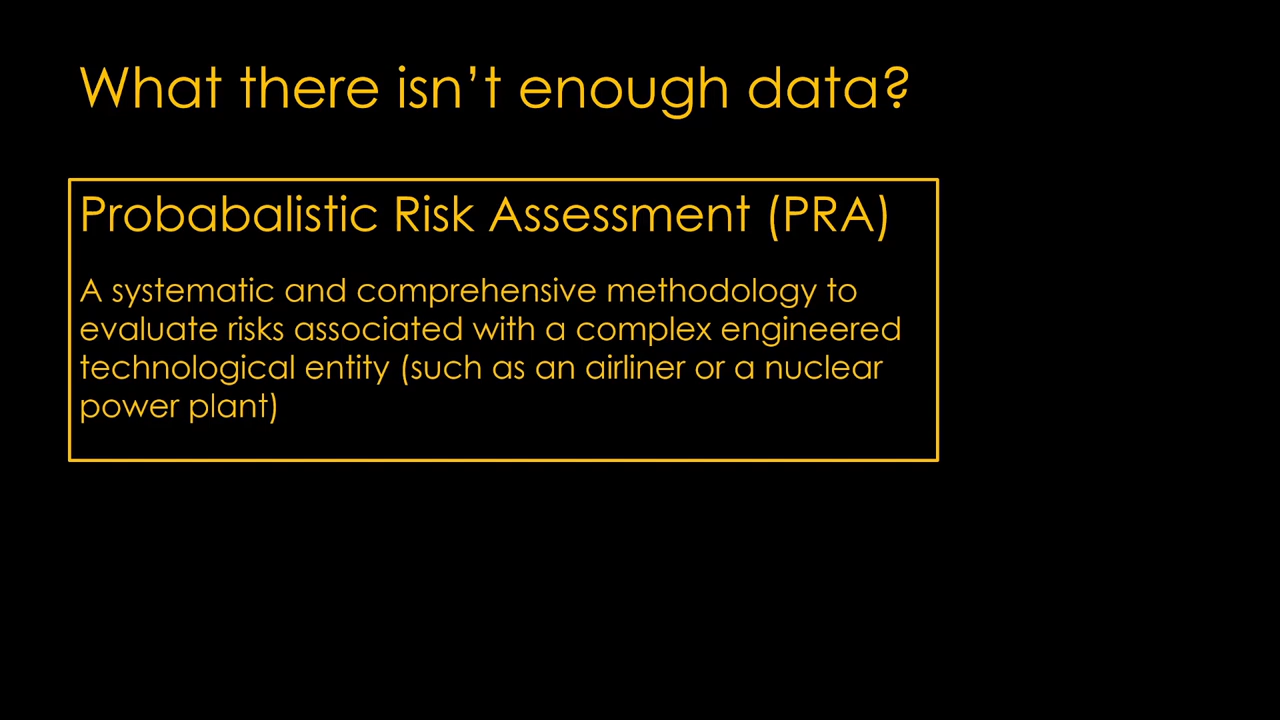 What there isn’t enough data?
Probabalistic Risk Assessment (PRA)
A systematic and comprehensive methodology to
evaluate risks associated with a complex engineered
technological entity (such as an airliner or a nuclear
power plant)